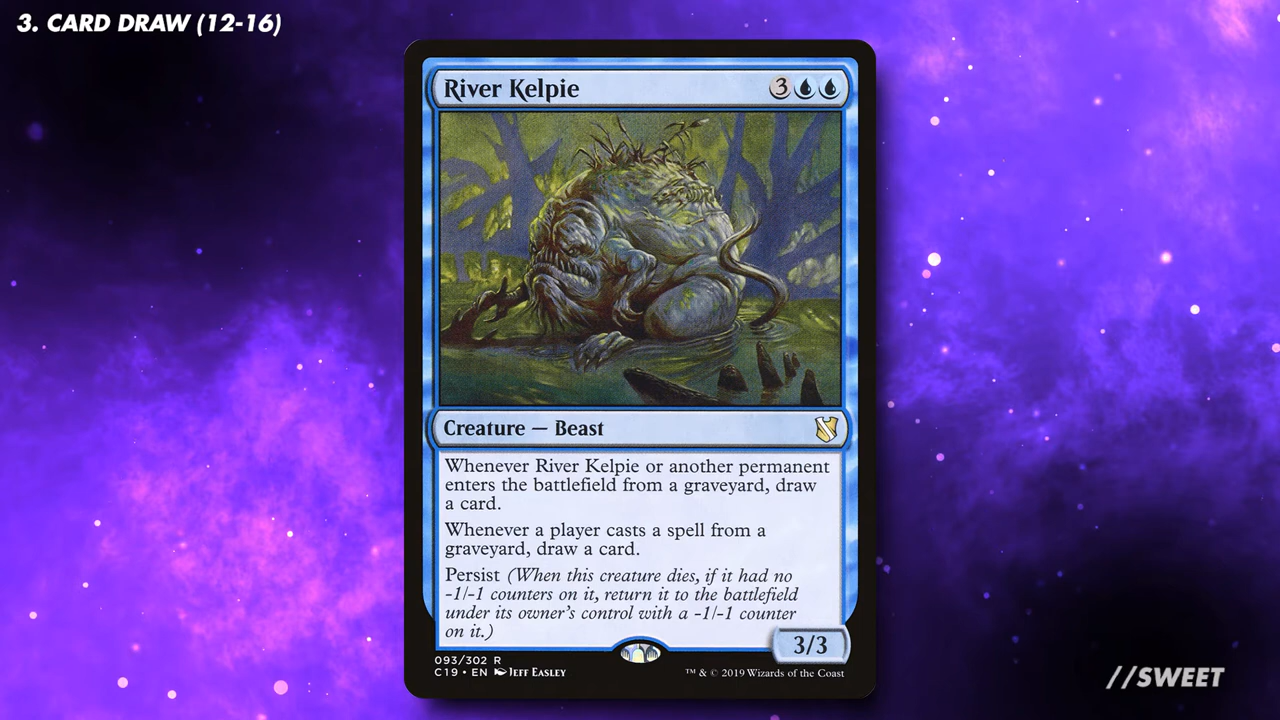 3. CARD DRAW (12-16)
River Kelpie 3
Creature — Beast
Whenever River Kelpie or another permanent
enters the battlefield from a graveyard, draw
a card.
Whenever a player casts a spell from a
graveyard, draw a card.
Persist (When this creature dies, if it had no
-1/-1 counters on it, return it to the battlefield
under its owner's control with a -1/-1 counter
on it.)
3/3
093/302 R
C19 • EN JEFF EASLEY
™ & © 2019 Wizards of the Coast
//SWEET